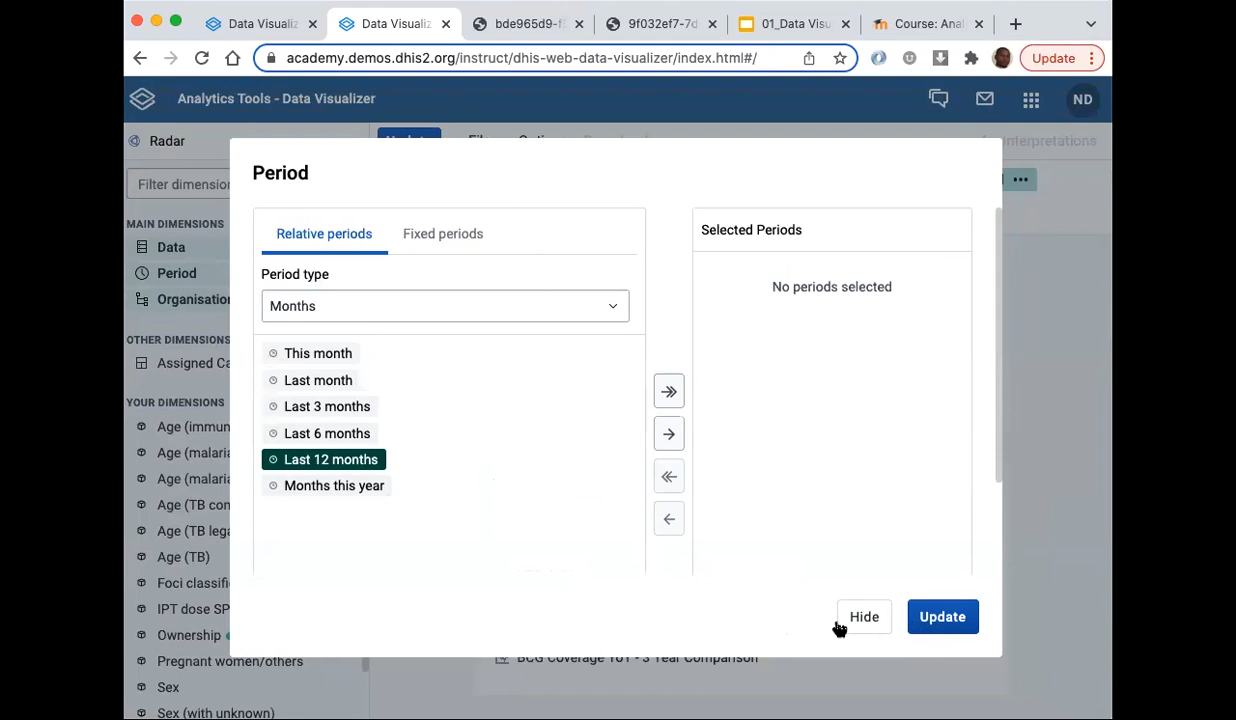 Data Visualiz
Data Visualiz
bde965d9-f
9f032ef7-7d
01_Data Visu
Course: Ana
academy.demos.dhis2.org/instruct/dhis-web-data-visualizer/index.html#/
Update
Analytics Tools - Data Visualizer
ND
Radar
Interpretations
Filter dimension
MAIN DIMENSIONS
Data
Period
Organisation
OTHER DIMENSIONS
Assigned Ca
YOUR DIMENSIONS
Age (immun
Age (malaria
Age (malaria
Age (TB con
Age (TB lega
Age (TB)
Foci classifi
IPT dose SP
Ownership
Pregnant women/others
Sex
Sex (with unknown)
Period
Relative periods
Fixed periods
Period type
Months
This month
Last month
Last 3 months
Last 6 months
Last 12 months
Months this year
Selected Periods
No periods selected
Hide
Update
BCG Coverage YoY - 3 Year Comparison